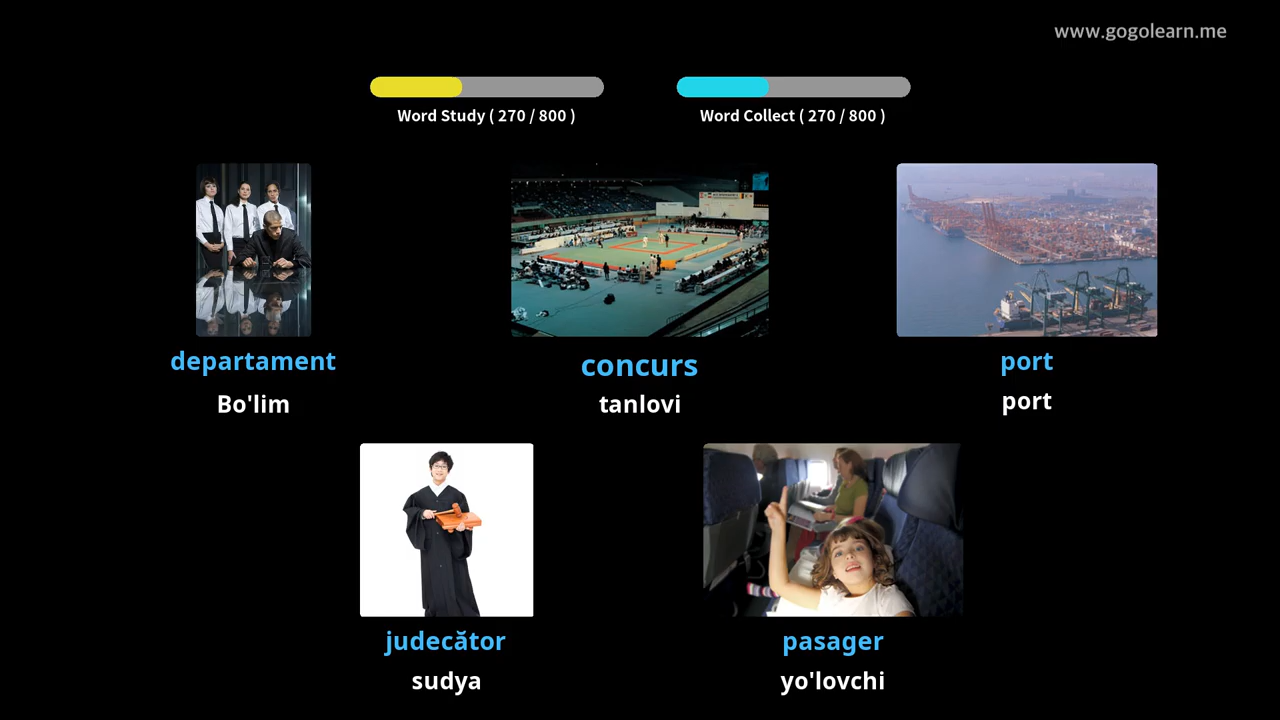 www.gogolearn.me
Word Study ( 270 / 800 )
Word Collect ( 270 / 800 )
departament
Bo'lim
concurs
tanlovi
port
port
judecător
sudya
pasager
yo'lovchi